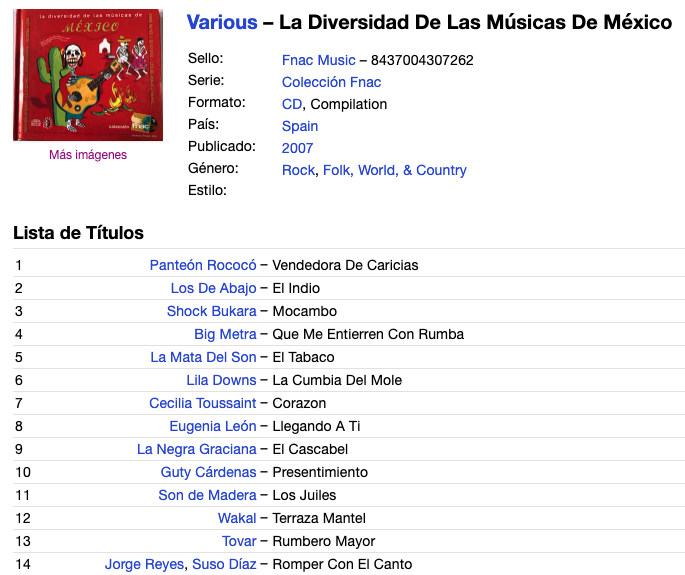 la diversidad de las músicas de
MÉXICO
colección fnac
Más imágenes
Various – La Diversidad De Las Músicas De México
Sello: Fnac Music – 8437004307262
Serie: Colección Fnac
Formato: CD, Compilation
País: Spain
Publicado: 2007
Género: Rock, Folk, World, & Country
Estilo:
Lista de Títulos
1 Panteón Rococó – Vendedora De Caricias
2 Los De Abajo – El Indio
3 Shock Bukara – Mocambo
4 Big Metra – Que Me Entierren Con Rumba
5 La Mata Del Son – El Tabaco
6 Lila Downs – La Cumbia Del Mole
7 Cecilia Toussaint – Corazon
8 Eugenia León – Llegando A Ti
9 La Negra Graciana – El Cascabel
10 Guty Cárdenas – Presentimiento
11 Son de Madera – Los Juiles
12 Wakal – Terraza Mantel
13 Tovar – Rumbero Mayor
14 Jorge Reyes, Suso Díaz – Romper Con El Canto